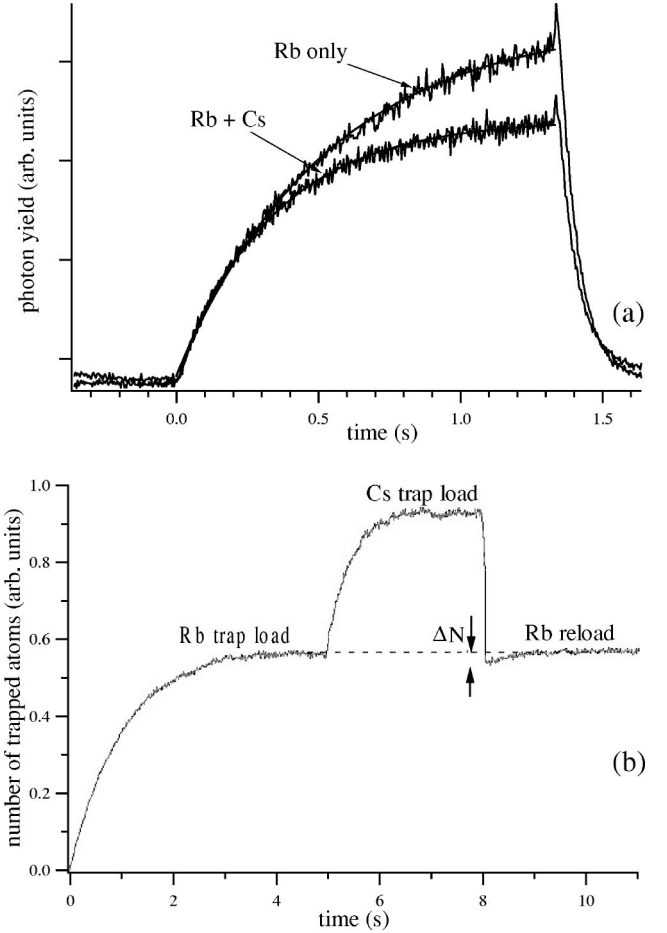 photon yield (arb. units)
Rb only
Rb + Cs
(a)
0.0 0.5 1.0 1.5
time (s)
number of trapped atoms (arb. units)
1.0
Cs trap load
0.8
Rb trap load
ΔN
Rb reload
0.6
0.4
(b)
0.2
0.0
0 2 4 6 8 10
time (s)